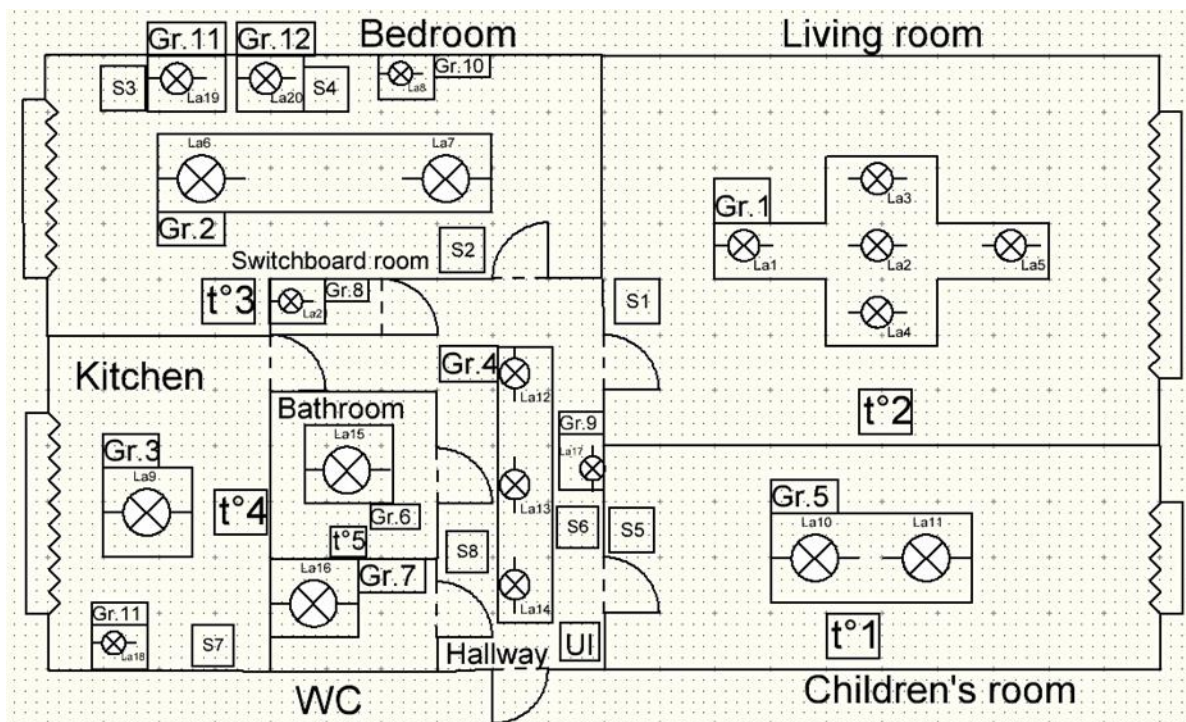 Bedroom
Living room
Gr.11
Gr.12
Gr.10
S3
La19
La20
S4
La8
La6
La7
La3
Gr.1
Gr.2
La1
La2
La5
S2
Switchboard room
t°3
Gr.8
La2
S1
La4
Kitchen
Gr.4
La12
t°2
Bathroom
Gr.9
La15
La17
Gr.3
La9
t°4
Gr.5
La13
La10
La11
Gr.6
S6
S5
t°5
S8
La16
Gr.7
La14
Gr.11
La18
S7
UI
t°1
Hallway
WC
Children's room